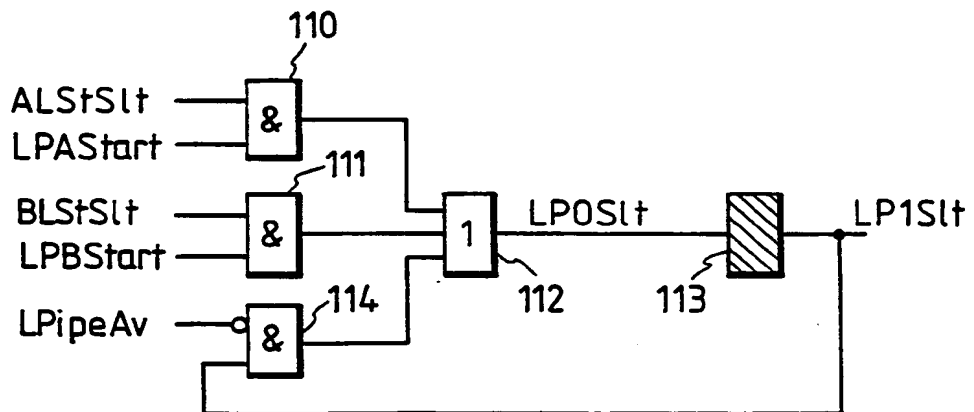 110
ALStSlt
&
LPAStart
111
BLStSlt
&
LPBStart
1
LP0Slt
LP1Slt
112
113
LPipeAv
&
114